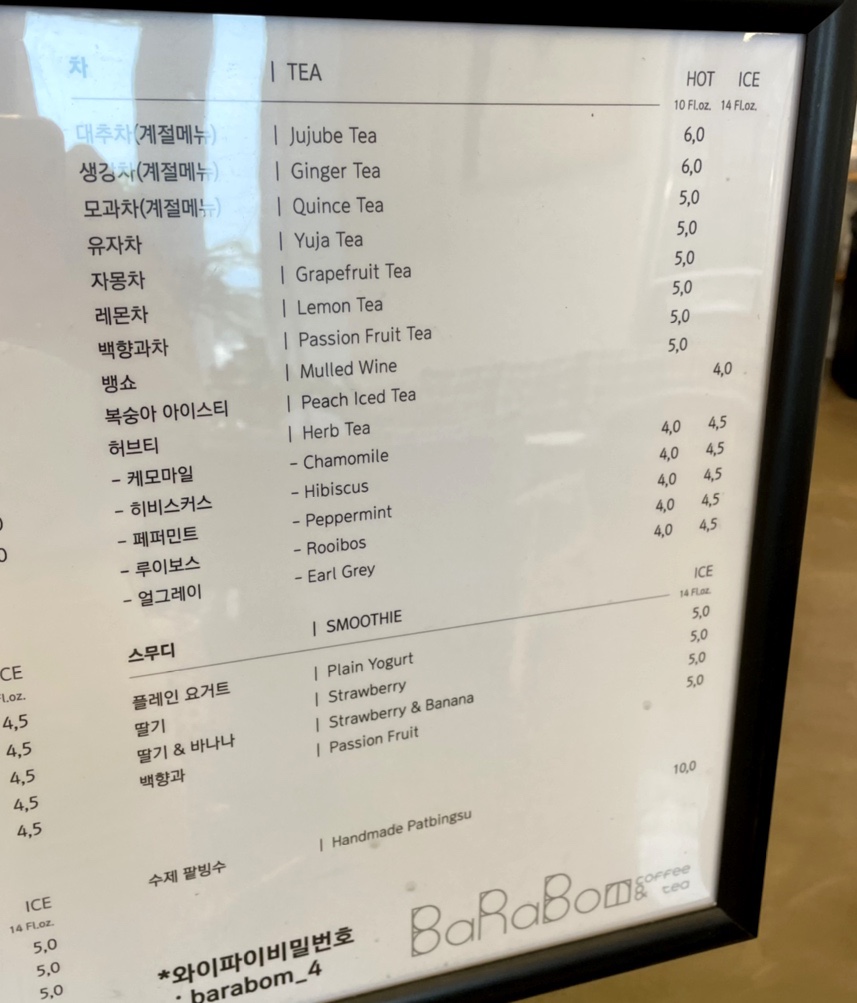 차 | TEA HOT ICE
10 Fl.oz. 14 Fl.oz.
대추차(계절메뉴) | Jujube Tea 6,0
생강차(계절메뉴) | Ginger Tea 6,0
모과차(계절메뉴) | Quince Tea 5,0
유자차 | Yuja Tea 5,0
자몽차 | Grapefruit Tea 5,0
레몬차 | Lemon Tea 5,0
백향과차 | Passion Fruit Tea 5,0
뱅쇼 | Mulled Wine 5,0
복숭아 아이스티 | Peach Iced Tea 4,0
허브티 | Herb Tea
– 케모마일 – Chamomile 4,0 4,5
– 히비스커스 – Hibiscus 4,0 4,5
– 페퍼민트 – Peppermint 4,0 4,5
– 루이보스 – Rooibos 4,0 4,5
– 얼그레이 – Earl Grey 4,0 4,5
스무디 | SMOOTHIE ICE
14 Fl.oz.
플레인 요거트 | Plain Yogurt 5,0
딸기 | Strawberry 5,0
딸기 & 바나나 | Strawberry & Banana 5,0
백향과 | Passion Fruit 5,0
수제 팥빙수 | Handmade Patbingsu 10,0
CE
4,5
4,5
4,5
4,5
4,5
ICE
14 Fl.oz.
5,0
5,0
5,0
*와이파이비밀번호
: barabom_4
BaRaBom coffee & tea